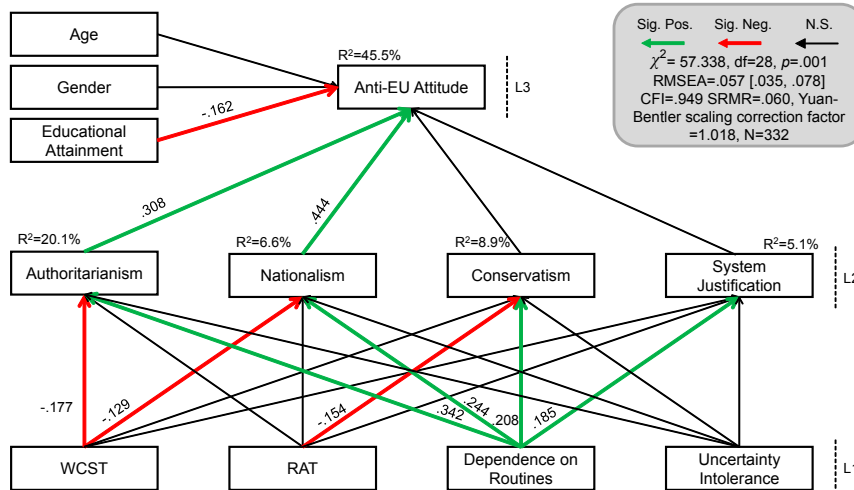 Age
Gender
Educational
Attainment
-.162
R²=45.5%
Anti-EU Attitude
L3
Sig. Pos.
Sig. Neg.
N.S.
χ²= 57.338, df=28, p=.001
RMSEA=.057 [.035, .078]
CFI=.949 SRMR=.060, Yuan-
Bentler scaling correction factor
=1.018, N=332
.308
.444
R²=20.1%
Authoritarianism
R²=6.6%
Nationalism
R²=8.9%
Conservatism
R²=5.1%
System
Justification
L2
-.177
-.129
-.154
.342
.244
.208
.185
WCST
RAT
Dependence on
Routines
Uncertainty
Intolerance
L1